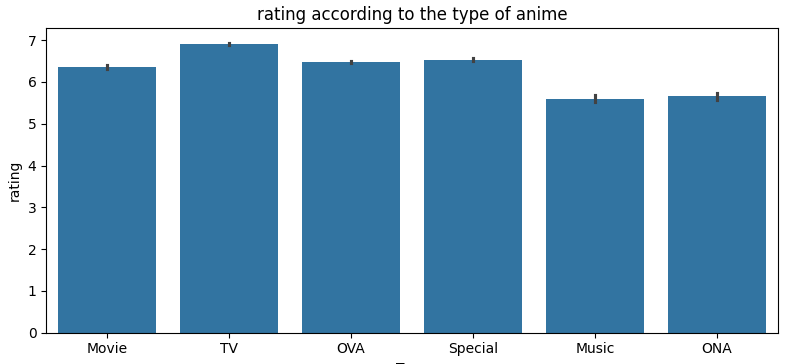 rating according to the type of anime
rating
7
6
5
4
3
2
1
0
Movie TV OVA Special Music ONA